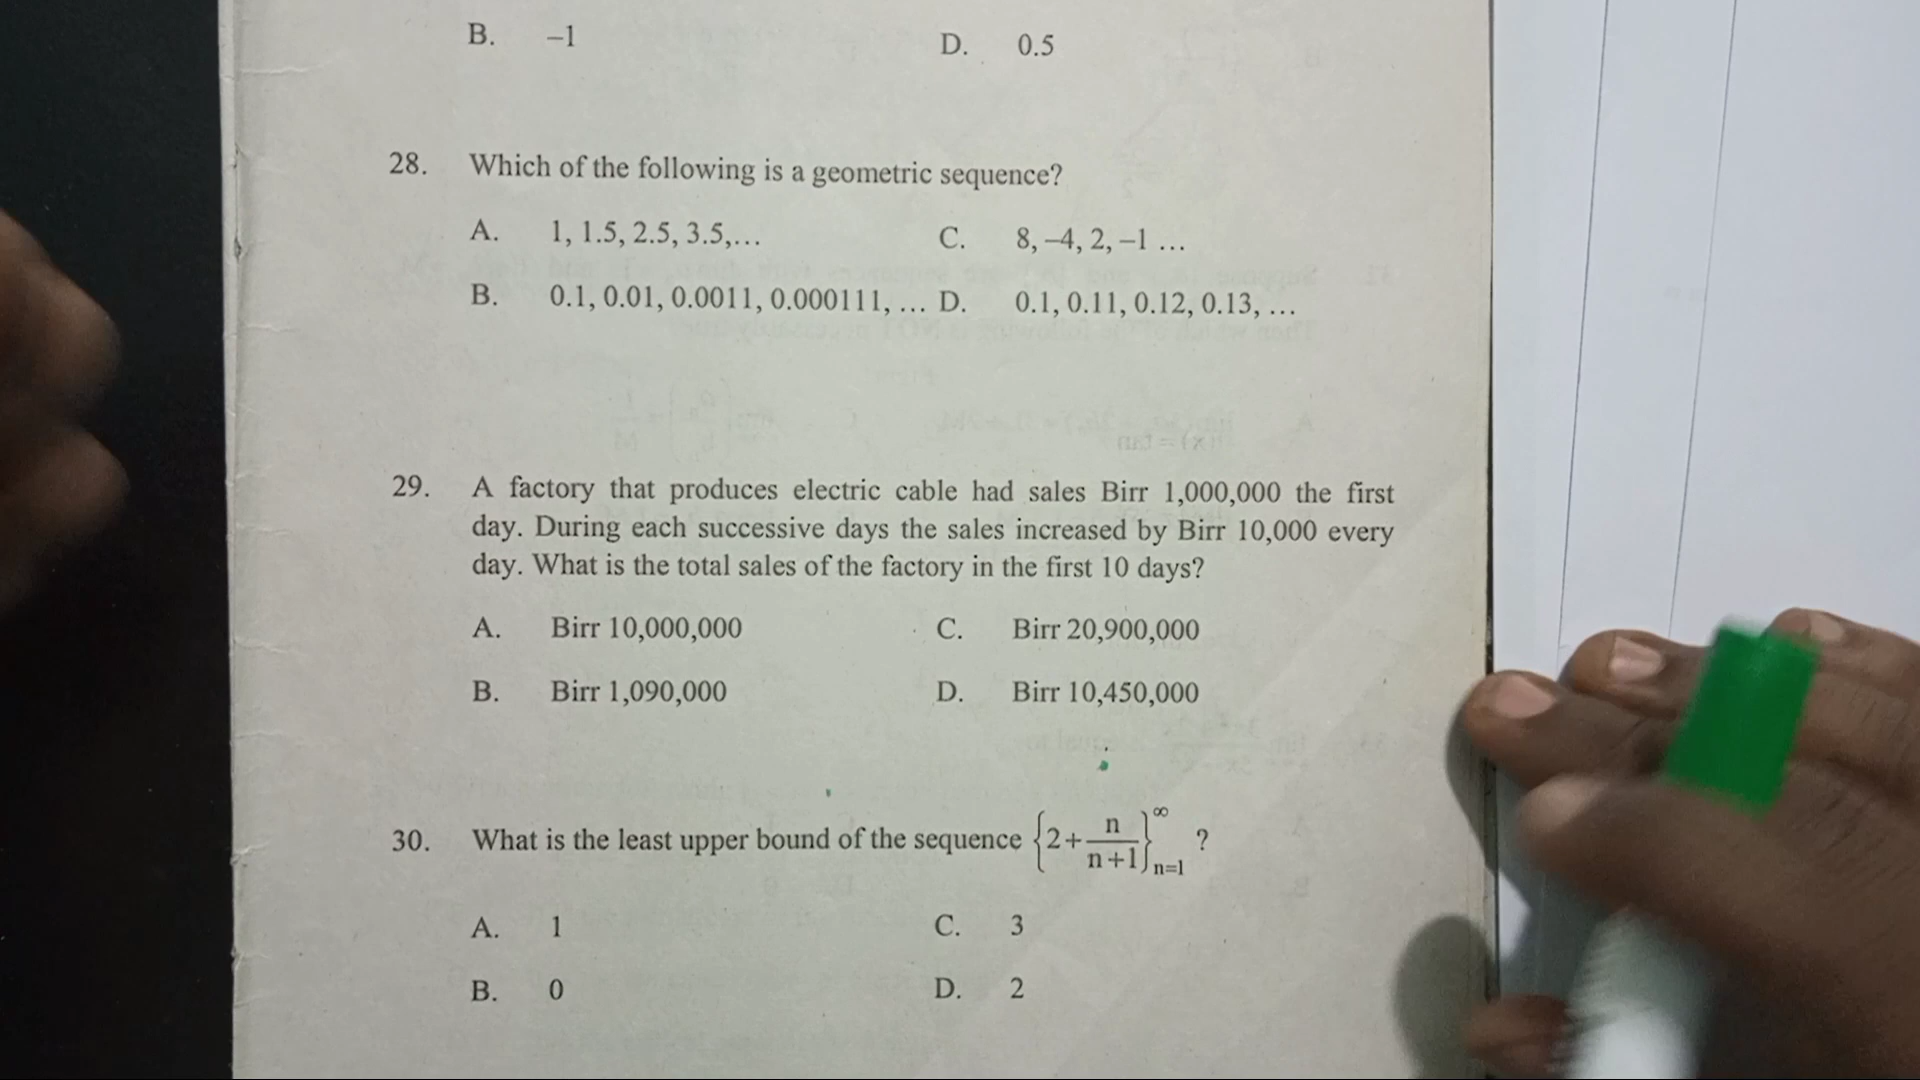 B. –1 D. 0.5
28. Which of the following is a geometric sequence?
A. 1, 1.5, 2.5, 3.5,… C. 8, –4, 2, –1 …
B. 0.1, 0.01, 0.0011, 0.000111, … D. 0.1, 0.11, 0.12, 0.13, …
29. A factory that produces electric cable had sales Birr 1,000,000 the first
day. During each successive days the sales increased by Birr 10,000 every
day. What is the total sales of the factory in the first 10 days?
A. Birr 10,000,000 C. Birr 20,900,000
B. Birr 1,090,000 D. Birr 10,450,000
30. What is the least upper bound of the sequence {2+n/(n+1)}_{n=1}^∞ ?
A. 1 C. 3
B. 0 D. 2